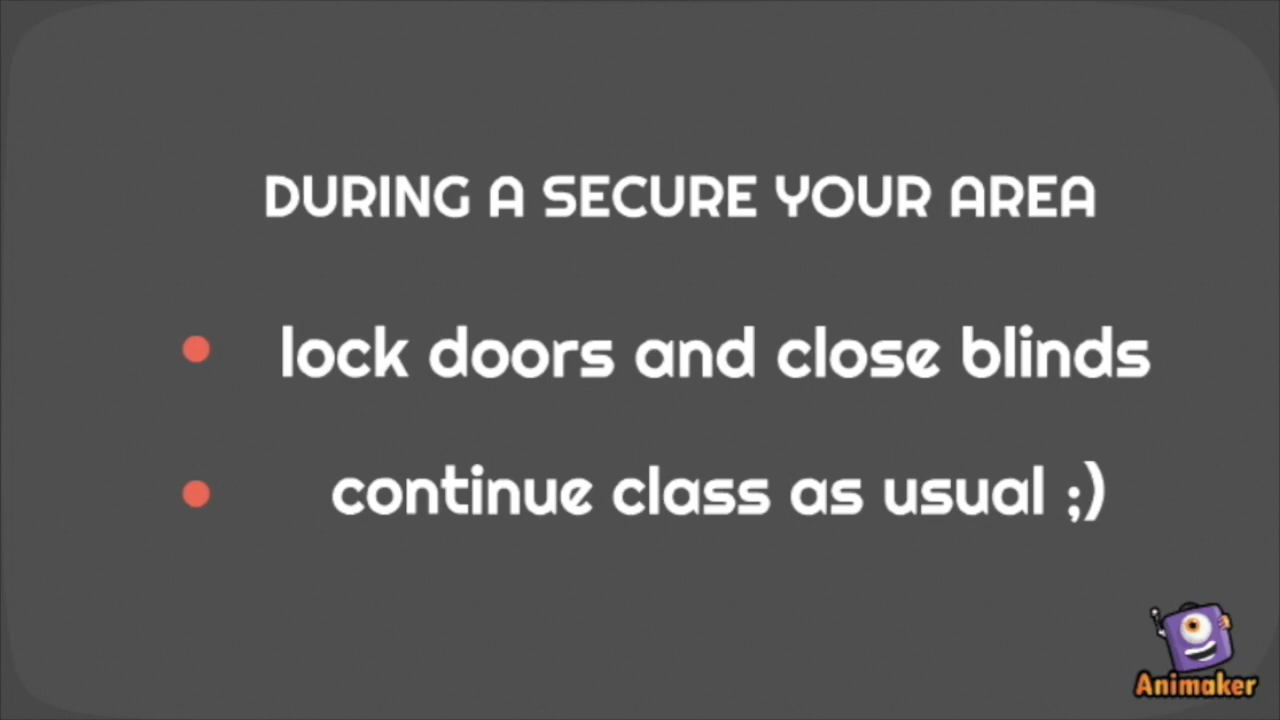 DURING A SECURE YOUR AREA
lock doors and close blinds
continue class as usual ;)
Animaker